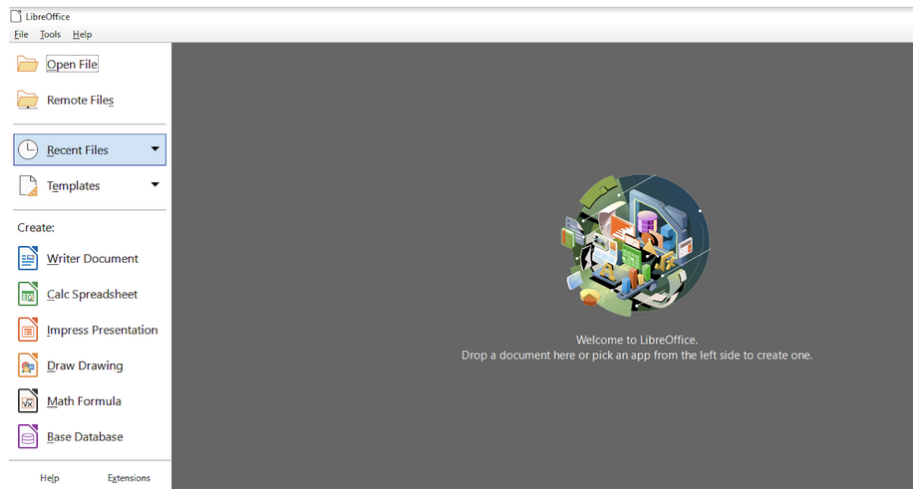 LibreOffice
File Tools Help
Open File
Remote Files
Recent Files
Templates
Create:
Writer Document
Calc Spreadsheet
Impress Presentation
Draw Drawing
Math Formula
Base Database
Help Extensions
Welcome to LibreOffice.
Drop a document here or pick an app from the left side to create one.